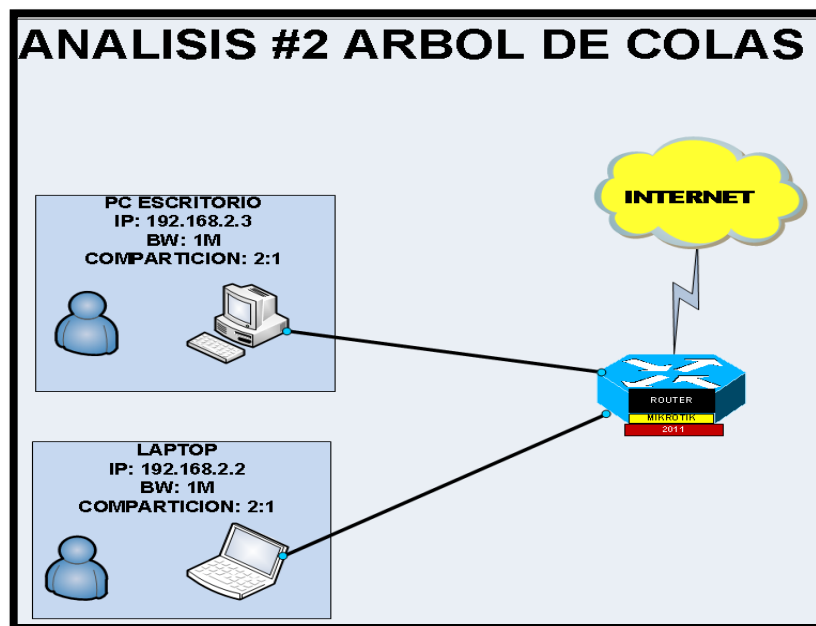 ANALISIS #2 ARBOL DE COLAS
INTERNET
PC ESCRITORIO
IP: 192.168.2.3
BW: 1M
COMPARTICION: 2:1
ROUTER
MIKROTIK
2011
LAPTOP
IP: 192.168.2.2
BW: 1M
COMPARTICION: 2:1